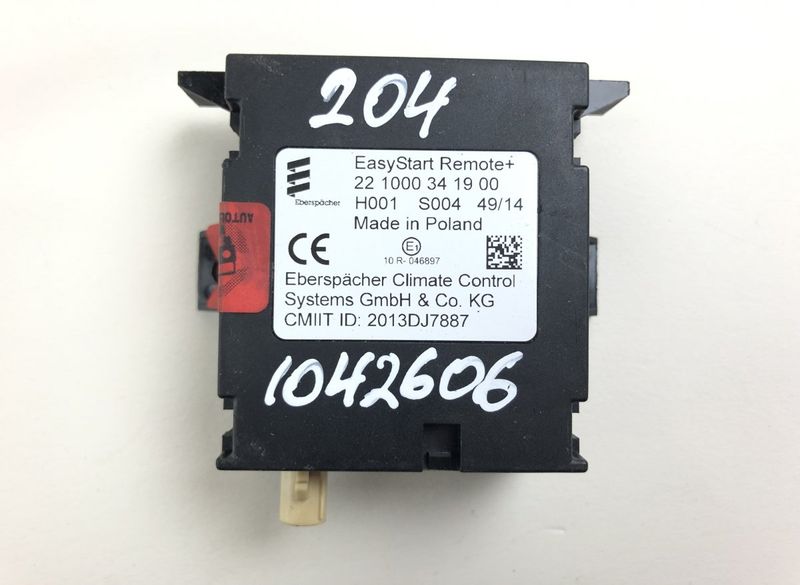 204
EasyStart Remote+
22 1000 34 19 00
Eberspächer
H001 S004 49/14
Made in Poland
CE
E1
10 R- 046897
Eberspächer Climate Control
Systems GmbH & Co. KG
CMIIT ID: 2013DJ7887
1042606